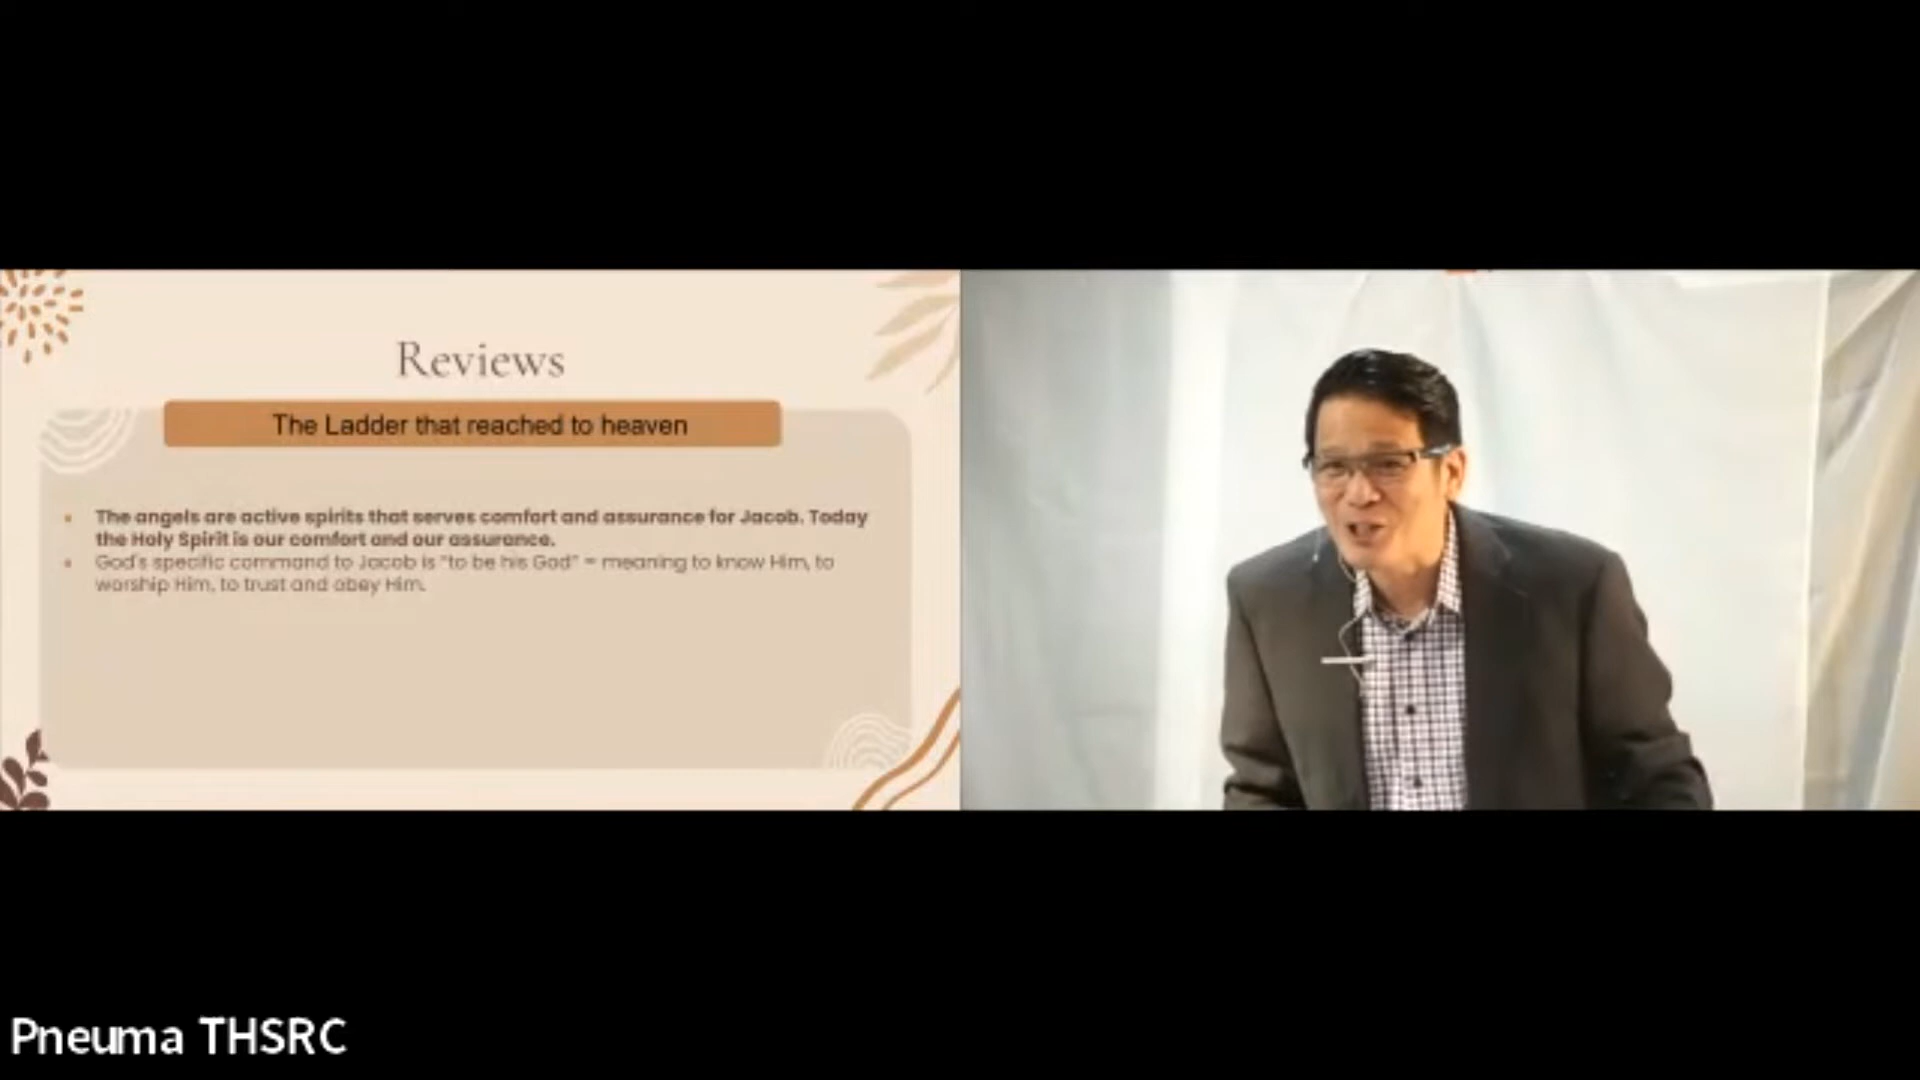 Reviews
The Ladder that reached to heaven
The angels are active spirits that serves comfort and assurance for Jacob. Today
the Holy Spirit is our comfort and our assurance.
God's specific command to Jacob is "to be his God" – meaning to know Him, to
worship Him, to trust and obey Him.
Pneuma THSRC